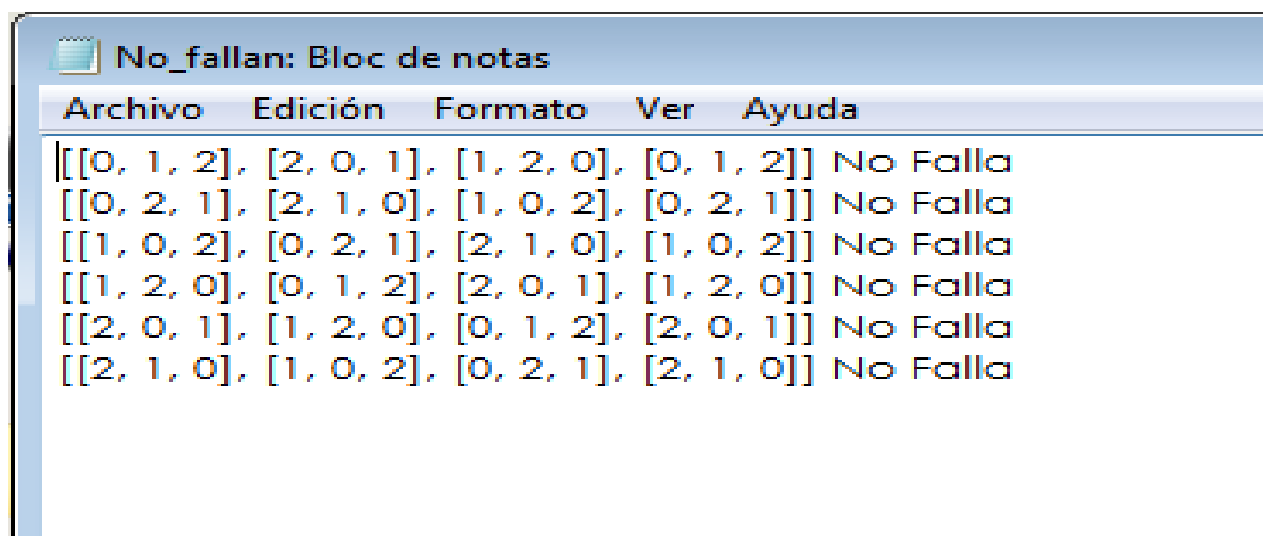 No_fallan: Bloc de notas
Archivo Edición Formato Ver Ayuda
[[0, 1, 2], [2, 0, 1], [1, 2, 0], [0, 1, 2]] No Falla
[[0, 2, 1], [2, 1, 0], [1, 0, 2], [0, 2, 1]] No Falla
[[1, 0, 2], [0, 2, 1], [2, 1, 0], [1, 0, 2]] No Falla
[[1, 2, 0], [0, 1, 2], [2, 0, 1], [1, 2, 0]] No Falla
[[2, 0, 1], [1, 2, 0], [0, 1, 2], [2, 0, 1]] No Falla
[[2, 1, 0], [1, 0, 2], [0, 2, 1], [2, 1, 0]] No Falla